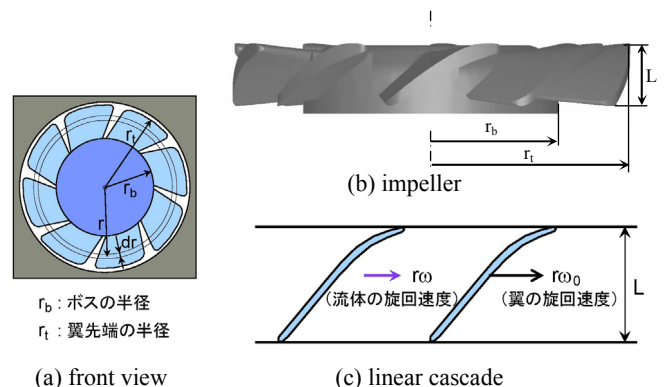 r_t
r_b
r
dr
r_b : ボスの半径
r_t : 翼先端の半径
(a) front view
L
r_b
r_t
(b) impeller
rω
(流体の旋回速度)
rω_0
(翼の旋回速度)
L
(c) linear cascade